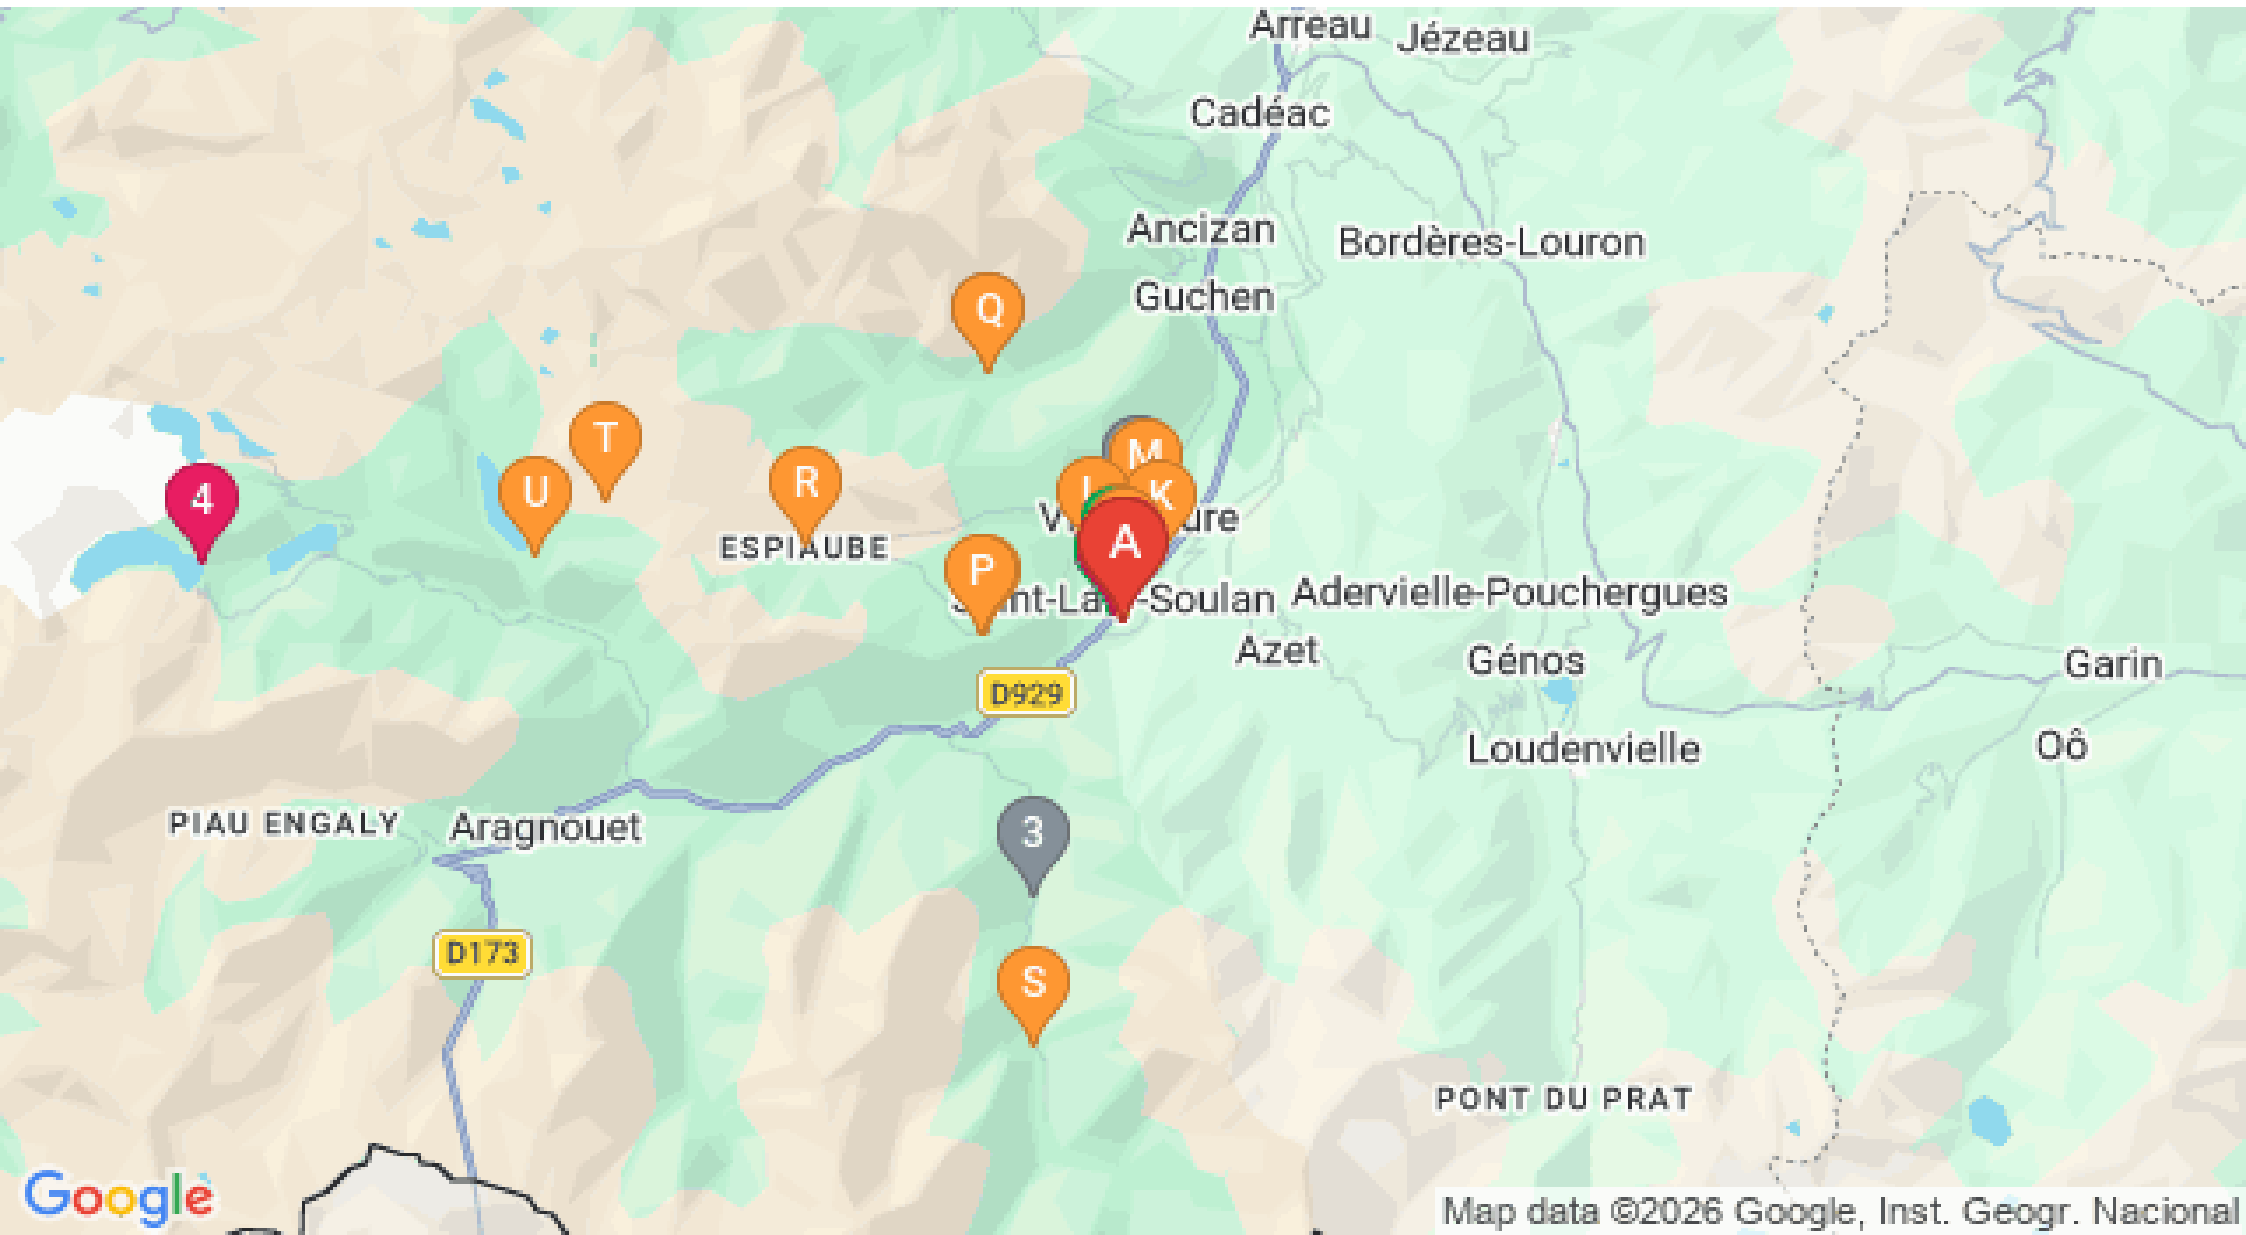 Arreau
Jézeau
Cadéac
Ancizan
Bordères-Louron
Guchen
Q
T
M
4
U
R
K
ESPIAUBE
A
P
Adervielle-Pouchergues
Azet
Génos
Garin
D929
Loudenvielle
Oô
PIAU ENGALY
Aragnouet
3
D173
S
PONT DU PRAT
Google
Map data ©2026 Google, Inst. Geogr. Nacional